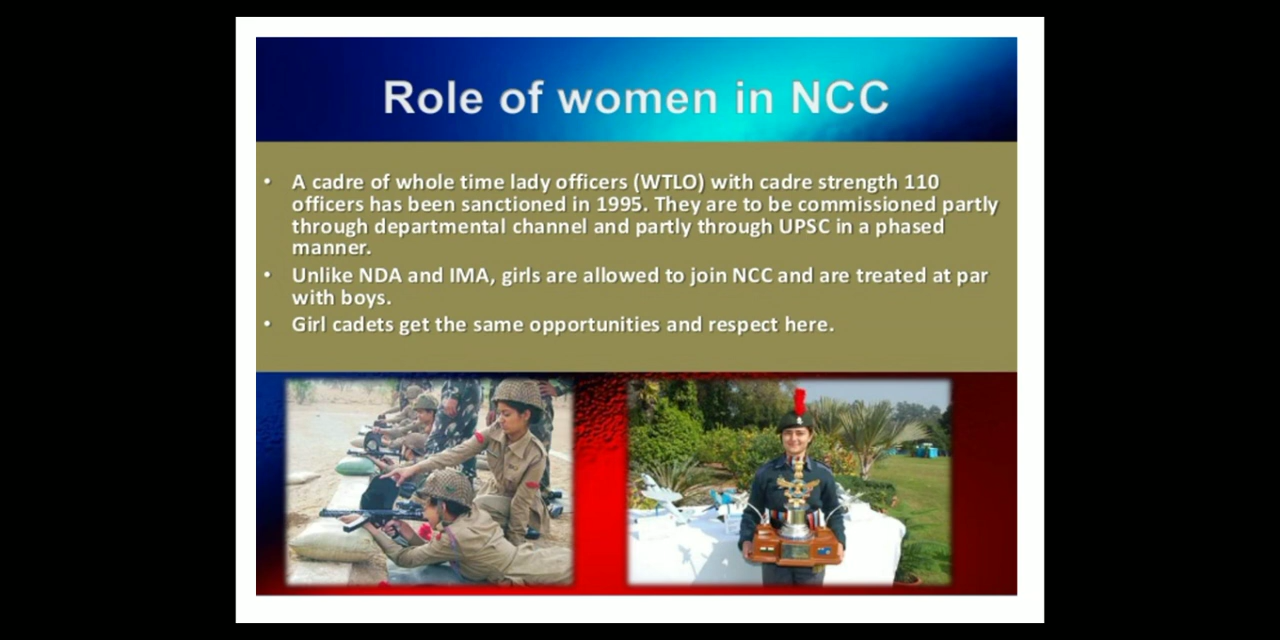 Role of women in NCC
• A cadre of whole time lady officers (WTLO) with cadre strength 110
officers has been sanctioned in 1995. They are to be commissioned partly
through departmental channel and partly through UPSC in a phased
manner.
• Unlike NDA and IMA, girls are allowed to join NCC and are treated at par
with boys.
• Girl cadets get the same opportunities and respect here.